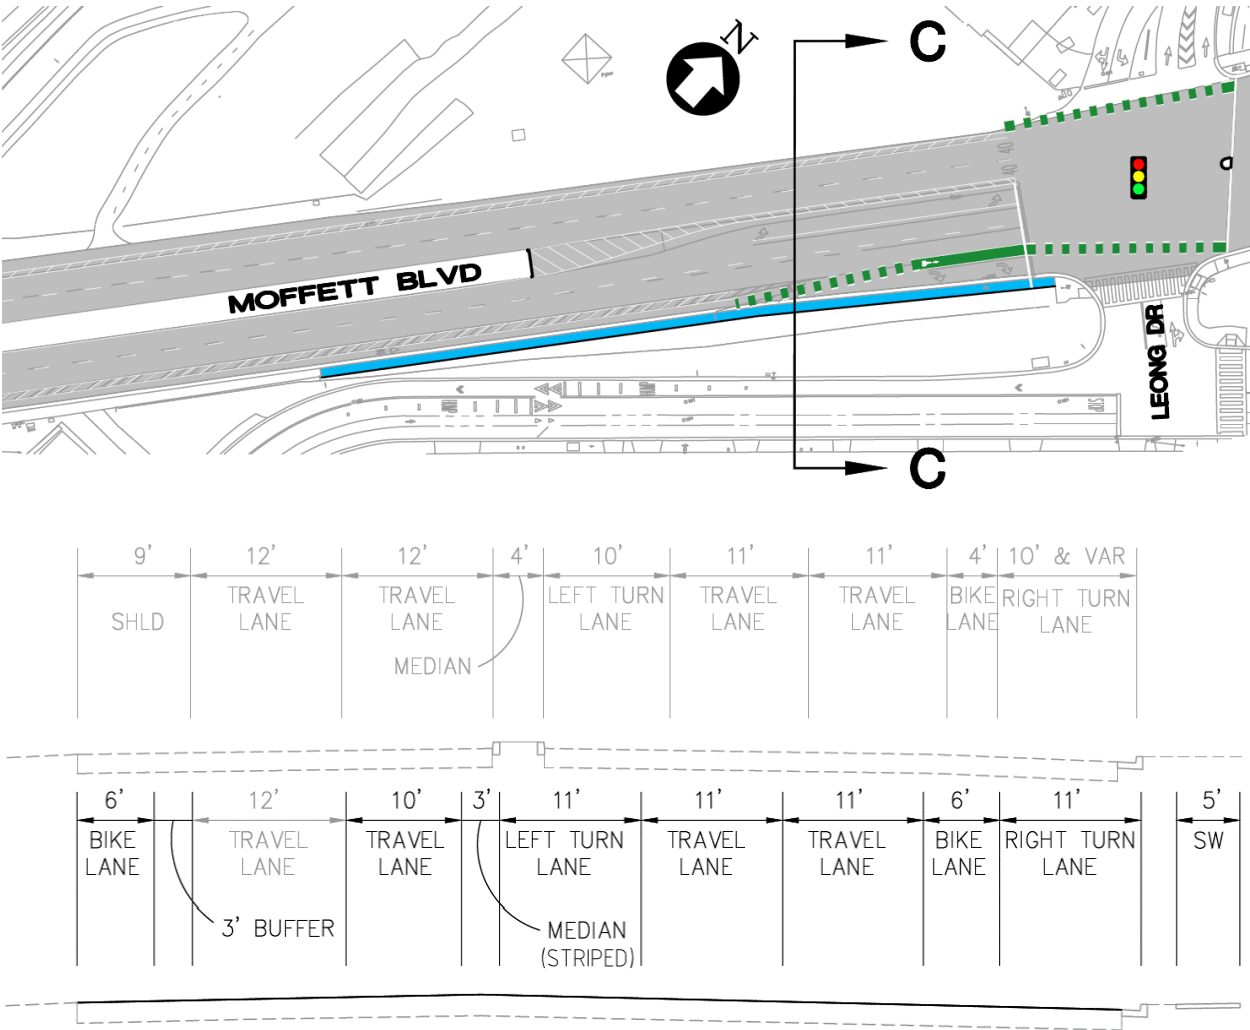 N
C
40 40
MOFFETT BLVD
LEONG DR
STOP
C
9' 12' 12' 4' 10' 11' 11' 4' 10' & VAR
SHLD
TRAVEL
LANE
TRAVEL
LANE
MEDIAN
LEFT TURN
LANE
TRAVEL
LANE
TRAVEL
LANE
BIKE
LANE
RIGHT TURN
LANE
6' 12' 10' 3' 11' 11' 11' 6' 11' 5'
BIKE
LANE
3' BUFFER
TRAVEL
LANE
TRAVEL
LANE
MEDIAN
(STRIPED)
LEFT TURN
LANE
TRAVEL
LANE
TRAVEL
LANE
BIKE
LANE
RIGHT TURN
LANE
SW